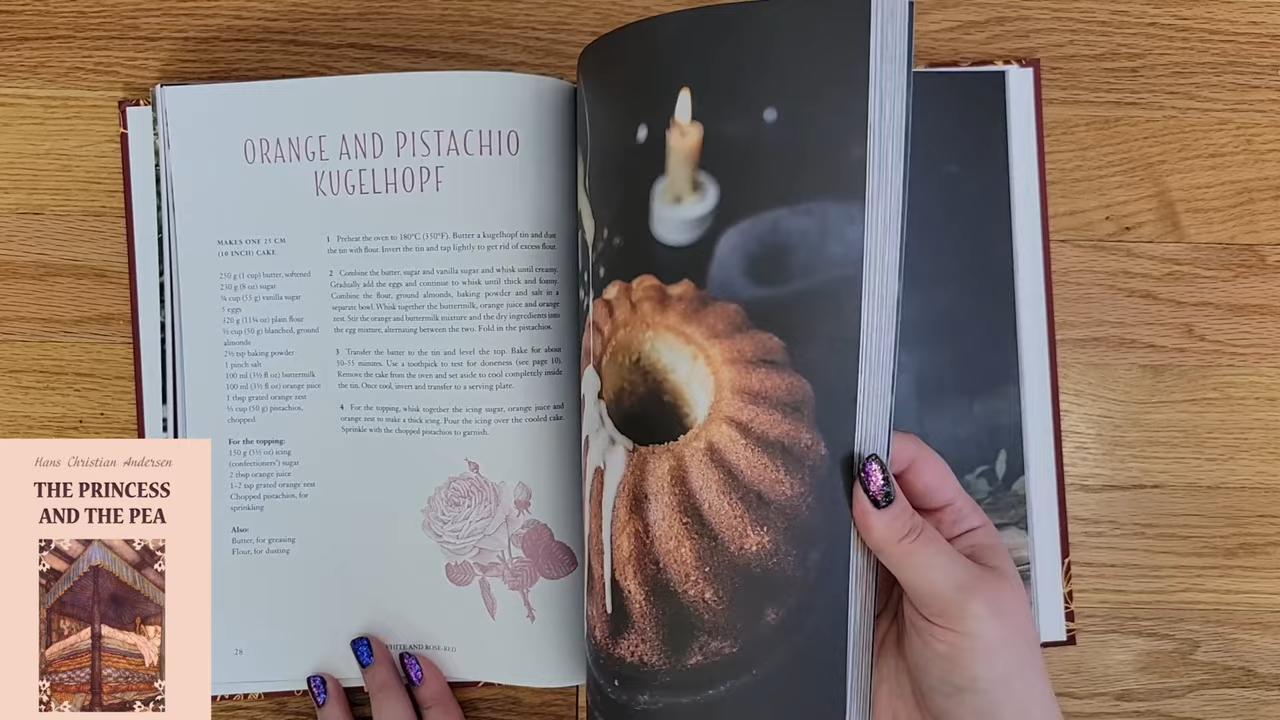 ORANGE AND PISTACHIO
KUGELHOPF
MAKES ONE 25 CM
(10 INCH) CAKE
250 g (1 cup) butter, softened
230 g (8 oz) sugar
¼ cup (55 g) vanilla sugar
5 eggs
320 g (11¼ oz) plain flour
½ cup (50 g) blanched, ground
almonds
2½ tsp baking powder
1 pinch salt
100 ml (3½ fl oz) buttermilk
100 ml (3½ fl oz) orange juice
1 tbsp grated orange zest
⅓ cup (50 g) pistachios,
chopped
For the topping:
150 g (5½ oz) icing
(confectioners') sugar
2 tbsp orange juice
1–2 tsp grated orange zest
Chopped pistachios, for
sprinkling
Also:
Butter, for greasing
Flour, for dusting
1 Preheat the oven to 180°C (350°F). Butter a kugelhopf tin and dust
the tin with flour. Invert the tin and tap lightly to get rid of excess flour.
2 Combine the butter, sugar and vanilla sugar and whisk until creamy.
Gradually add the eggs and continue to whisk until thick and foamy.
Combine the flour, ground almonds, baking powder and salt in a
separate bowl. Whisk together the buttermilk, orange juice and orange
zest. Stir the orange and buttermilk mixture and the dry ingredients into
the egg mixture, alternating between the two. Fold in the pistachios.
3 Transfer the batter to the tin and level the top. Bake for about
50–55 minutes. Use a toothpick to test for doneness (see page 10).
Remove the cake from the oven and set aside to cool completely inside
the tin. Once cool, invert and transfer to a serving plate.
4 For the topping, whisk together the icing sugar, orange juice and
orange zest to make a thick icing. Pour the icing over the cooled cake.
Sprinkle with the chopped pistachios to garnish.
28
WHITE AND ROSE-RED
Hans Christian Andersen
THE PRINCESS
AND THE PEA